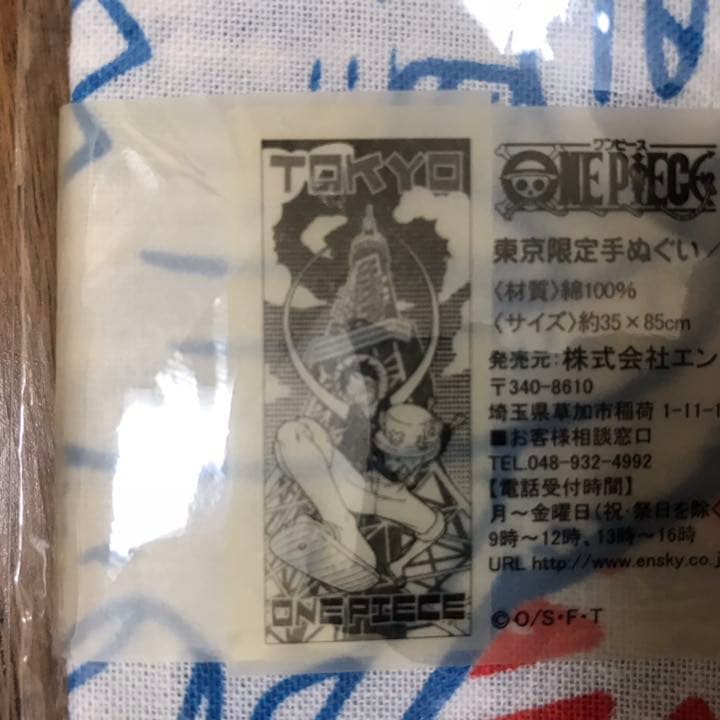 TOKYO
ONE PIECE
ワンピース
ONE PIECE
東京限定手ぬぐい／
〈材質〉綿100%
〈サイズ〉約35×85cm
発売元：株式会社エン
〒340-8610
埼玉県草加市稲荷 1-11-1
■お客様相談窓口
TEL.048-932-4992
【電話受付時間】
月～金曜日(祝・祭日を除く
9時～12時、13時～16時
URL http://www.ensky.co.j
©O/S・F・T